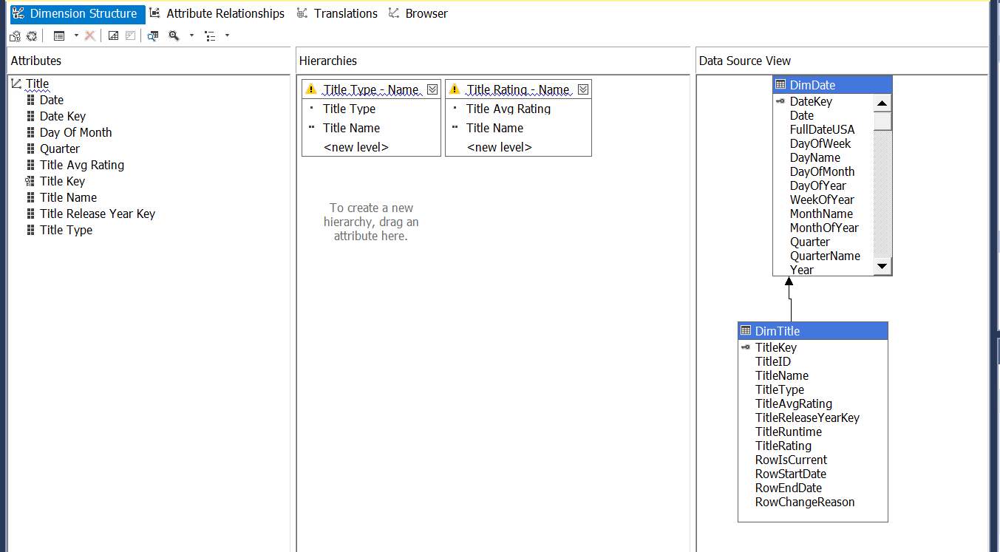 Dimension Structure Attribute Relationships Translations Browser
Attributes
Title
Date
Date Key
Day Of Month
Quarter
Title Avg Rating
Title Key
Title Name
Title Release Year Key
Title Type
Hierarchies
Title Type - Name
Title Type
Title Name
<new level>
Title Rating - Name
Title Avg Rating
Title Name
<new level>
To create a new
hierarchy, drag an
attribute here.
Data Source View
DimDate
DateKey
Date
FullDateUSA
DayOfWeek
DayName
DayOfMonth
DayOfYear
WeekOfYear
MonthName
MonthOfYear
Quarter
QuarterName
Year
DimTitle
TitleKey
TitleID
TitleName
TitleType
TitleAvgRating
TitleReleaseYearKey
TitleRuntime
TitleRating
RowIsCurrent
RowStartDate
RowEndDate
RowChangeReason